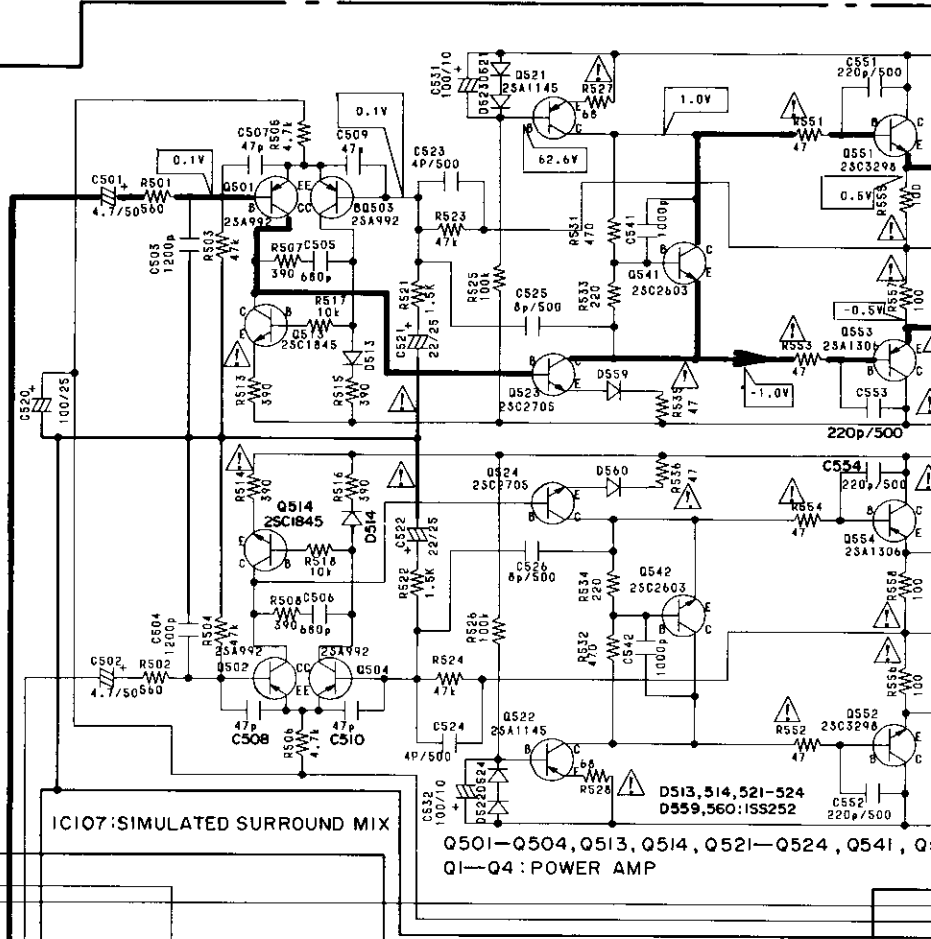 C551
220p/500
C531
100/10
D523
D521
Q521
2SA1145
R527
68
1.0V
R551
47
Q551
2SC3298
B
C
E
0.1V
C507
47p
R505
4.7k
C509
47p
0.1V
C523
4P/500
62.6V
0.5V
R555
100
C501
4.7/50
R501
560
Q501
2SA992
B
EE
CC
B
Q503
2SA992
R523
47k
R531
470
C541
1000p
C503
1200p
R503
47k
R507
390
C505
680p
R525
100k
R533
220
Q541
2SC2603
R557
100
-0.5V
R521
1.5K
C525
8p/500
R517
10k
Q513
2SC1845
D513
C521
22/25
R553
47
Q553
2SA1306
R513
390
R515
390
Q523
2SC2705
D559
R535
47
-1.0V
C553
220p/500
C520
100/25
R514
390
R516
390
Q514
2SC1845
D514
Q524
2SC2705
D560
R536
47
C554
220p/500
R554
47
Q554
2SA1306
C522
22/25
R518
10k
C526
8p/500
R522
1.5K
R534
220
Q542
2SC2603
R558
100
R508
390
C506
680p
C504
1200p
R504
47k
R526
100k
R532
470
C542
1000p
C502
4.7/50
R502
560
2SA992
Q502
2SA992
Q504
CC
EE
R524
47k
R556
100
47p
C508
R506
4.7k
47p
C510
C524
4P/500
Q522
2SA1145
R552
47
Q552
2SC3298
68
R528
C532
100/10
D522
D524
D513,514,521-524
D559,560:1SS252
C552
220p/500
IC107:SIMULATED SURROUND MIX
Q501-Q504,Q513,Q514,Q521-Q524,Q541,
Q1-Q4:POWER AMP